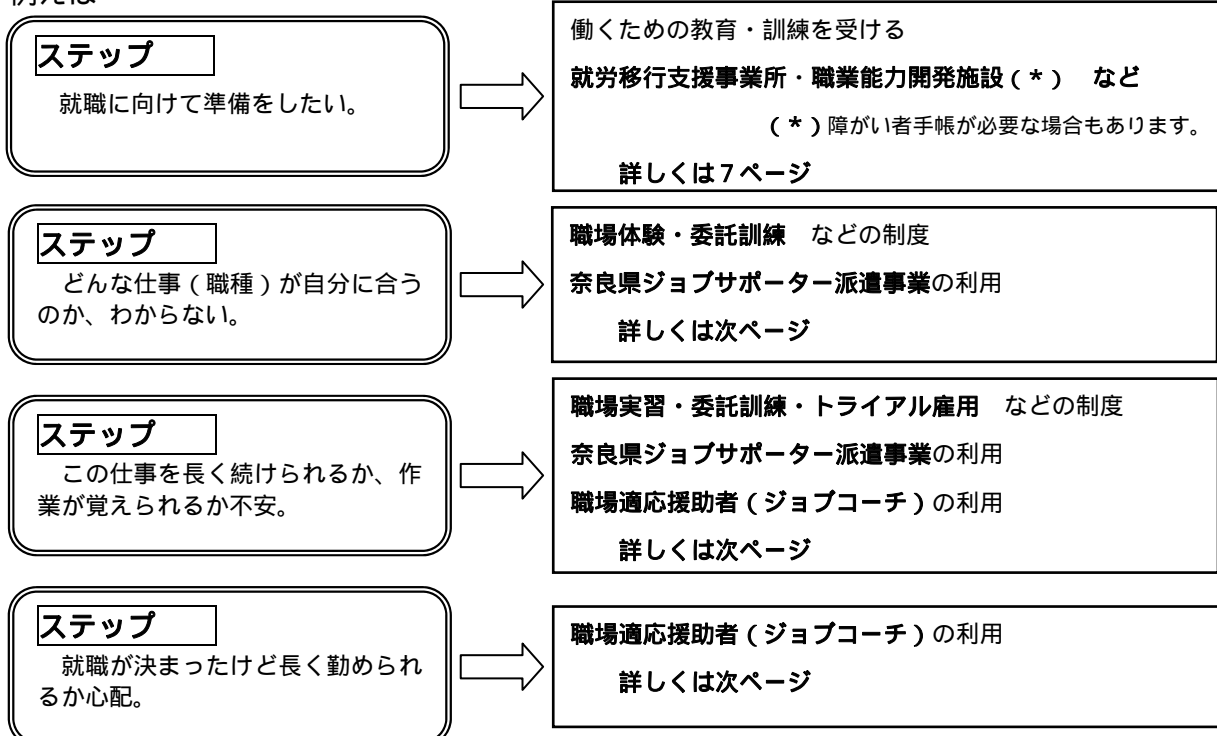 例えば
ステップ
就職に向けて準備をしたい。
働くための教育・訓練を受ける
就労移行支援事業所・職業能力開発施設（＊）　など
（＊）障がい者手帳が必要な場合もあります。
詳しくは７ページ
ステップ
どんな仕事（職種）が自分に合う
のか、わからない。
職場体験・委託訓練　などの制度
奈良県ジョブサポーター派遣事業の利用
詳しくは次ページ
ステップ
この仕事を長く続けられるか、作
業が覚えられるか不安。
職場実習・委託訓練・トライアル雇用　などの制度
奈良県ジョブサポーター派遣事業の利用
職場適応援助者（ジョブコーチ）の利用
詳しくは次ページ
ステップ
就職が決まったけど長く勤められ
るか心配。
職場適応援助者（ジョブコーチ）の利用
詳しくは次ページ